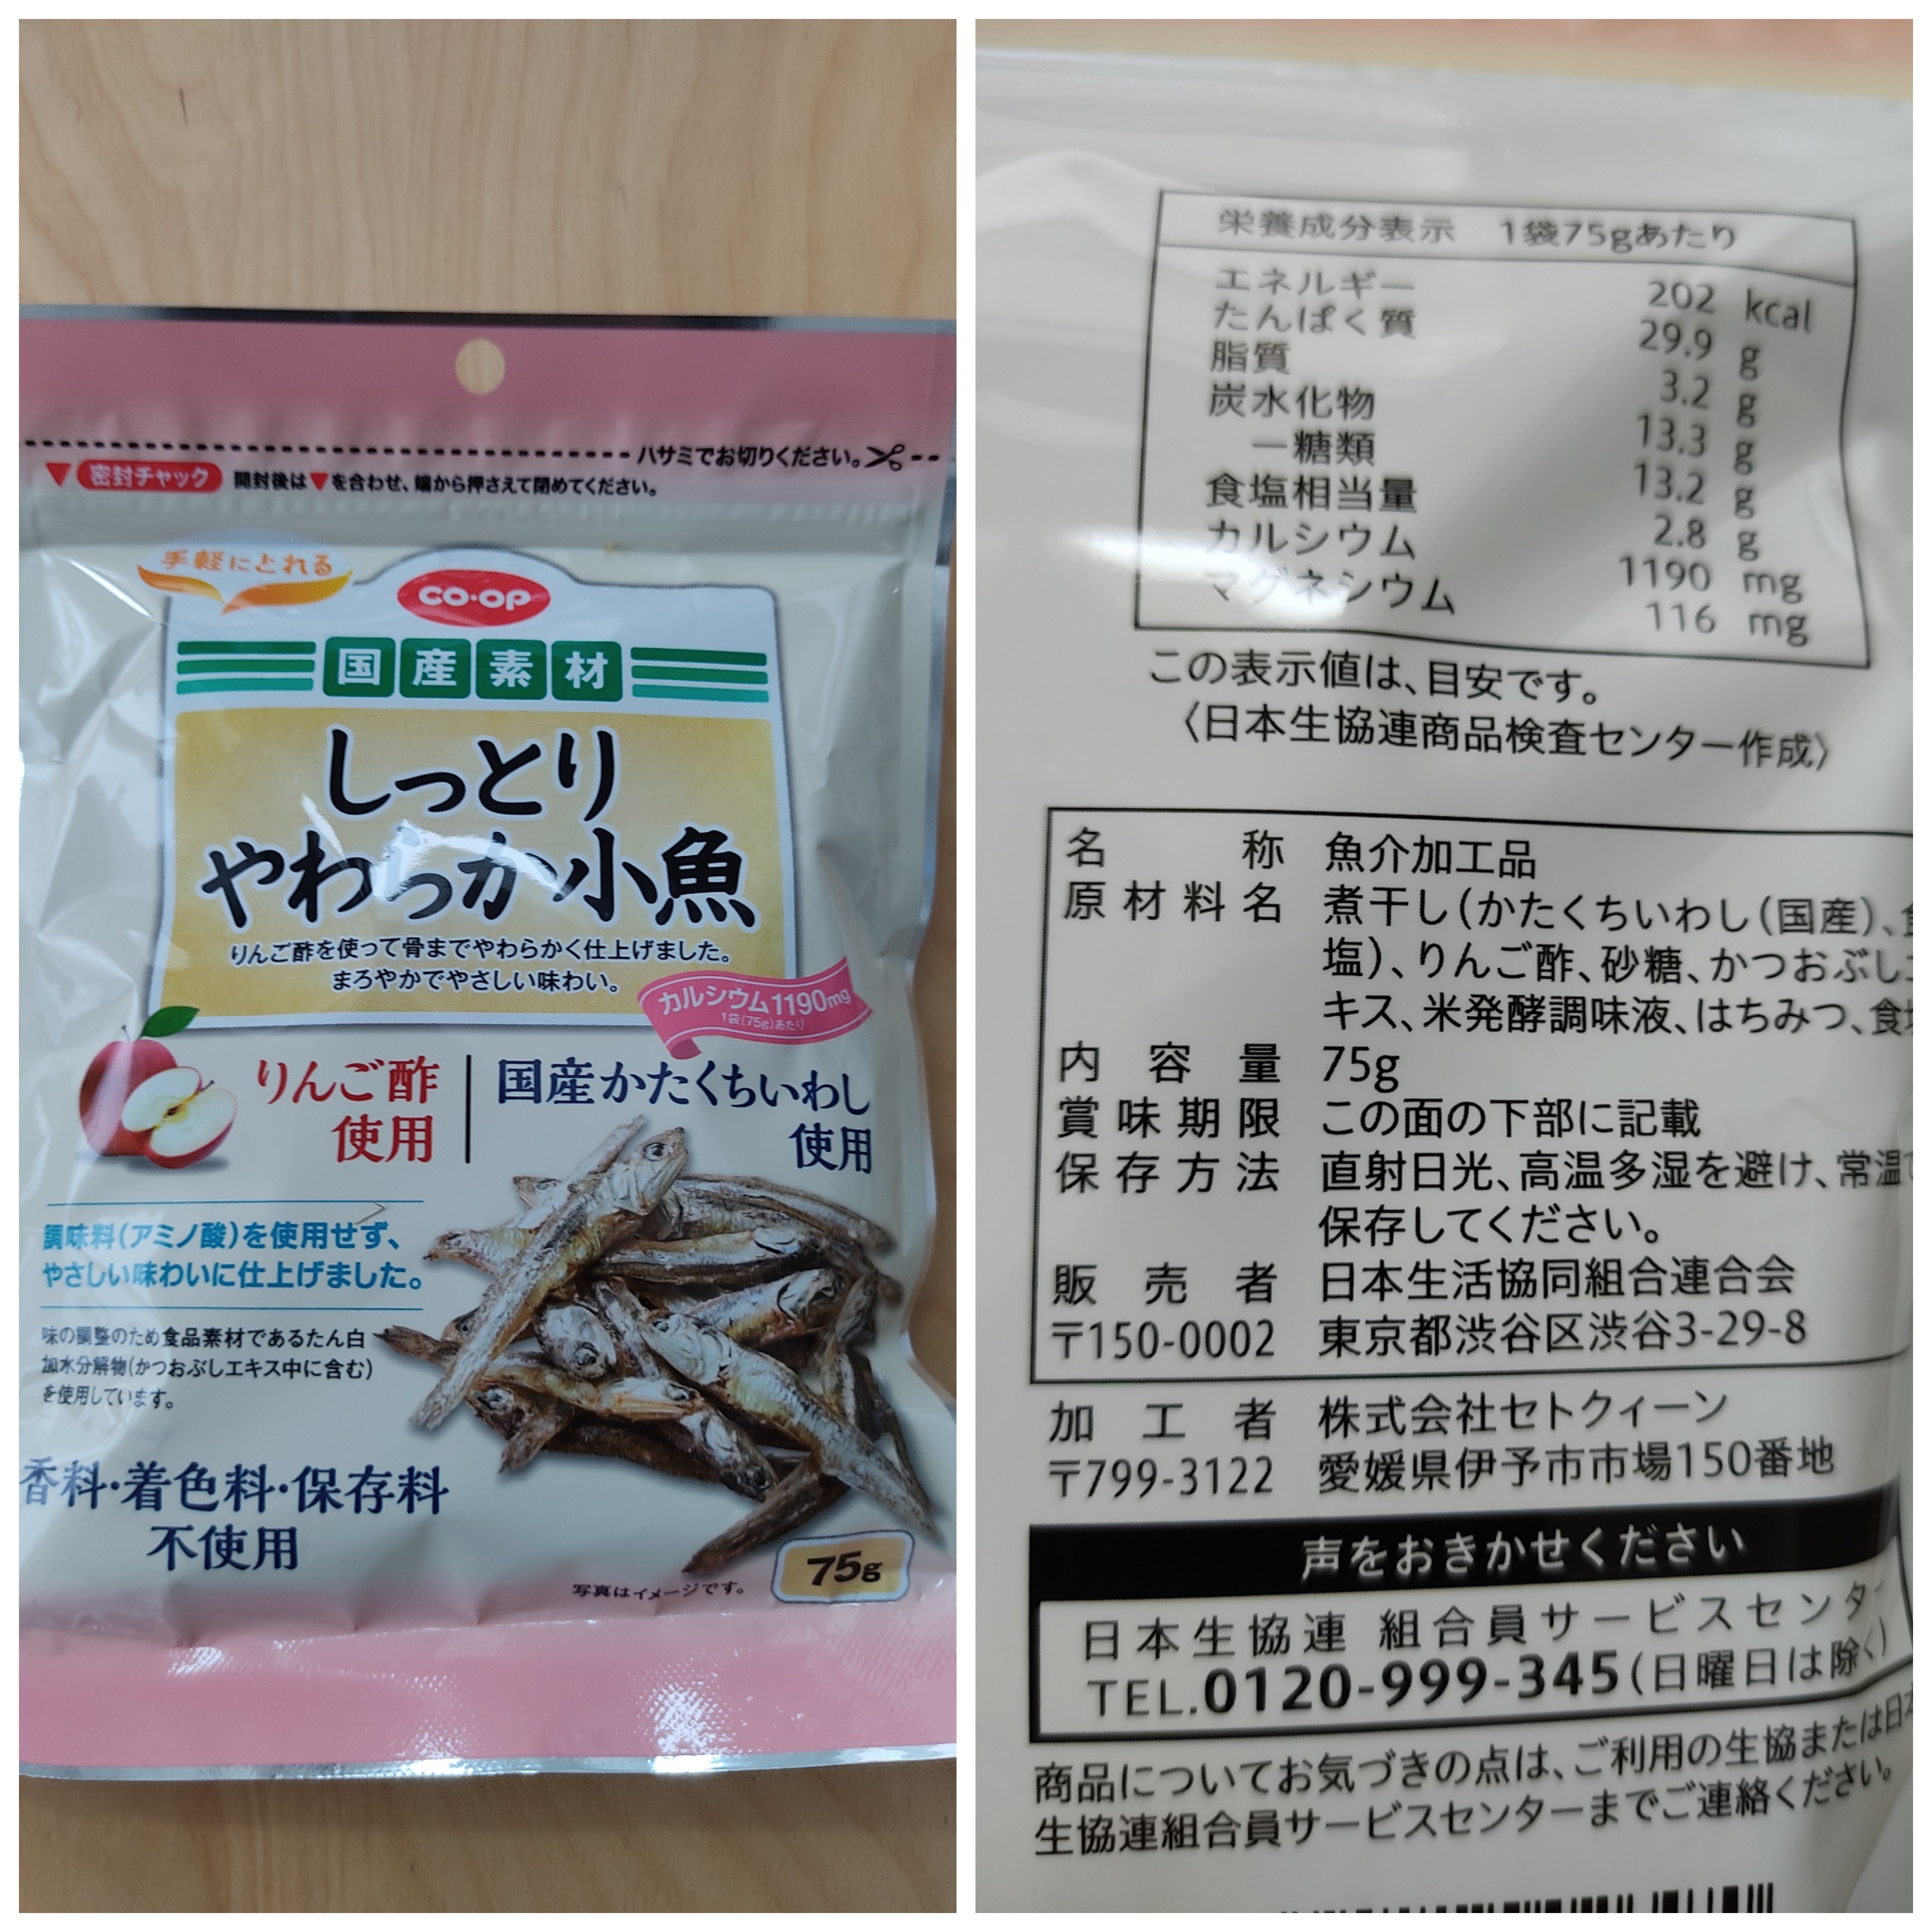 ハサミでお切りください。
密封チャック 開封後は▼を合わせ、端から押さえて閉めてください。
手軽にとれる
CO·OP
国産素材
しっとり
やわらか小魚
りんご酢を使って骨までやわらかく仕上げました。
まろやかでやさしい味わい。
カルシウム1190mg
1袋(75g)あたり
りんご酢
使用
国産かたくちいわし
使用
調味料(アミノ酸)を使用せず、
やさしい味わいに仕上げました。
味の調整のため食品素材であるたん白
加水分解物(かつおぶしエキス中に含む)
を使用しています。
香料·着色料·保存料
不使用
写真はイメージです。
75g
栄養成分表示 1袋75gあたり
エネルギー 202 kcal
たんぱく質 29.9 g
脂質 3.2 g
炭水化物 13.3 g
―糖類 13.2 g
食塩相当量 2.8 g
カルシウム 1190 mg
マグネシウム 116 mg
この表示値は、目安です。
〈日本生協連商品検査センター作成〉
名称 魚介加工品
原材料名 煮干し(かたくちいわし(国産)、食
塩)、りんご酢、砂糖、かつおぶしエ
キス、米発酵調味液、はちみつ、食塩
内容量 75g
賞味期限 この面の下部に記載
保存方法 直射日光、高温多湿を避け、常温で
保存してください。
販売者 日本生活協同組合連合会
〒150-0002 東京都渋谷区渋谷3-29-8
加工者 株式会社セトクィーン
〒799-3122 愛媛県伊予市市場150番地
声をおきかせください
日本生協連 組合員サービスセンター
TEL.0120-999-345(日曜日は除く)
商品についてお気づきの点は、ご利用の生協または日本
生協連組合員サービスセンターまでご連絡ください。